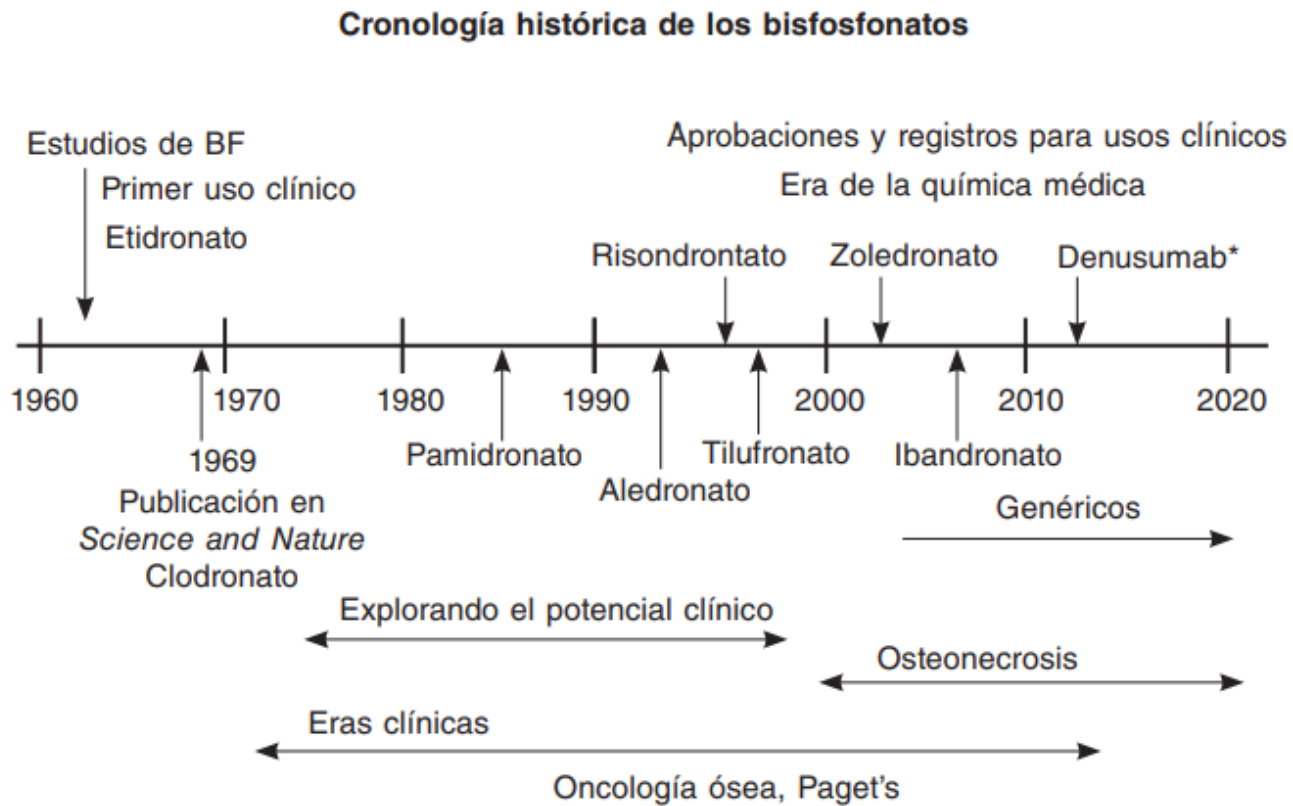 Cronología histórica de los bisfosfonatos
Estudios de BF
Primer uso clínico
Etidronato
Aprobaciones y registros para usos clínicos
Era de la química médica
Risondrontato
Zoledronato
Denusumab*
1960
1970
1980
1990
2000
2010
2020
1969
Publicación en
Science and Nature
Clodronato
Pamidronato
Aledronato
Tilufronato
Ibandronato
Genéricos
Explorando el potencial clínico
Osteonecrosis
Eras clínicas
Oncología ósea, Paget's